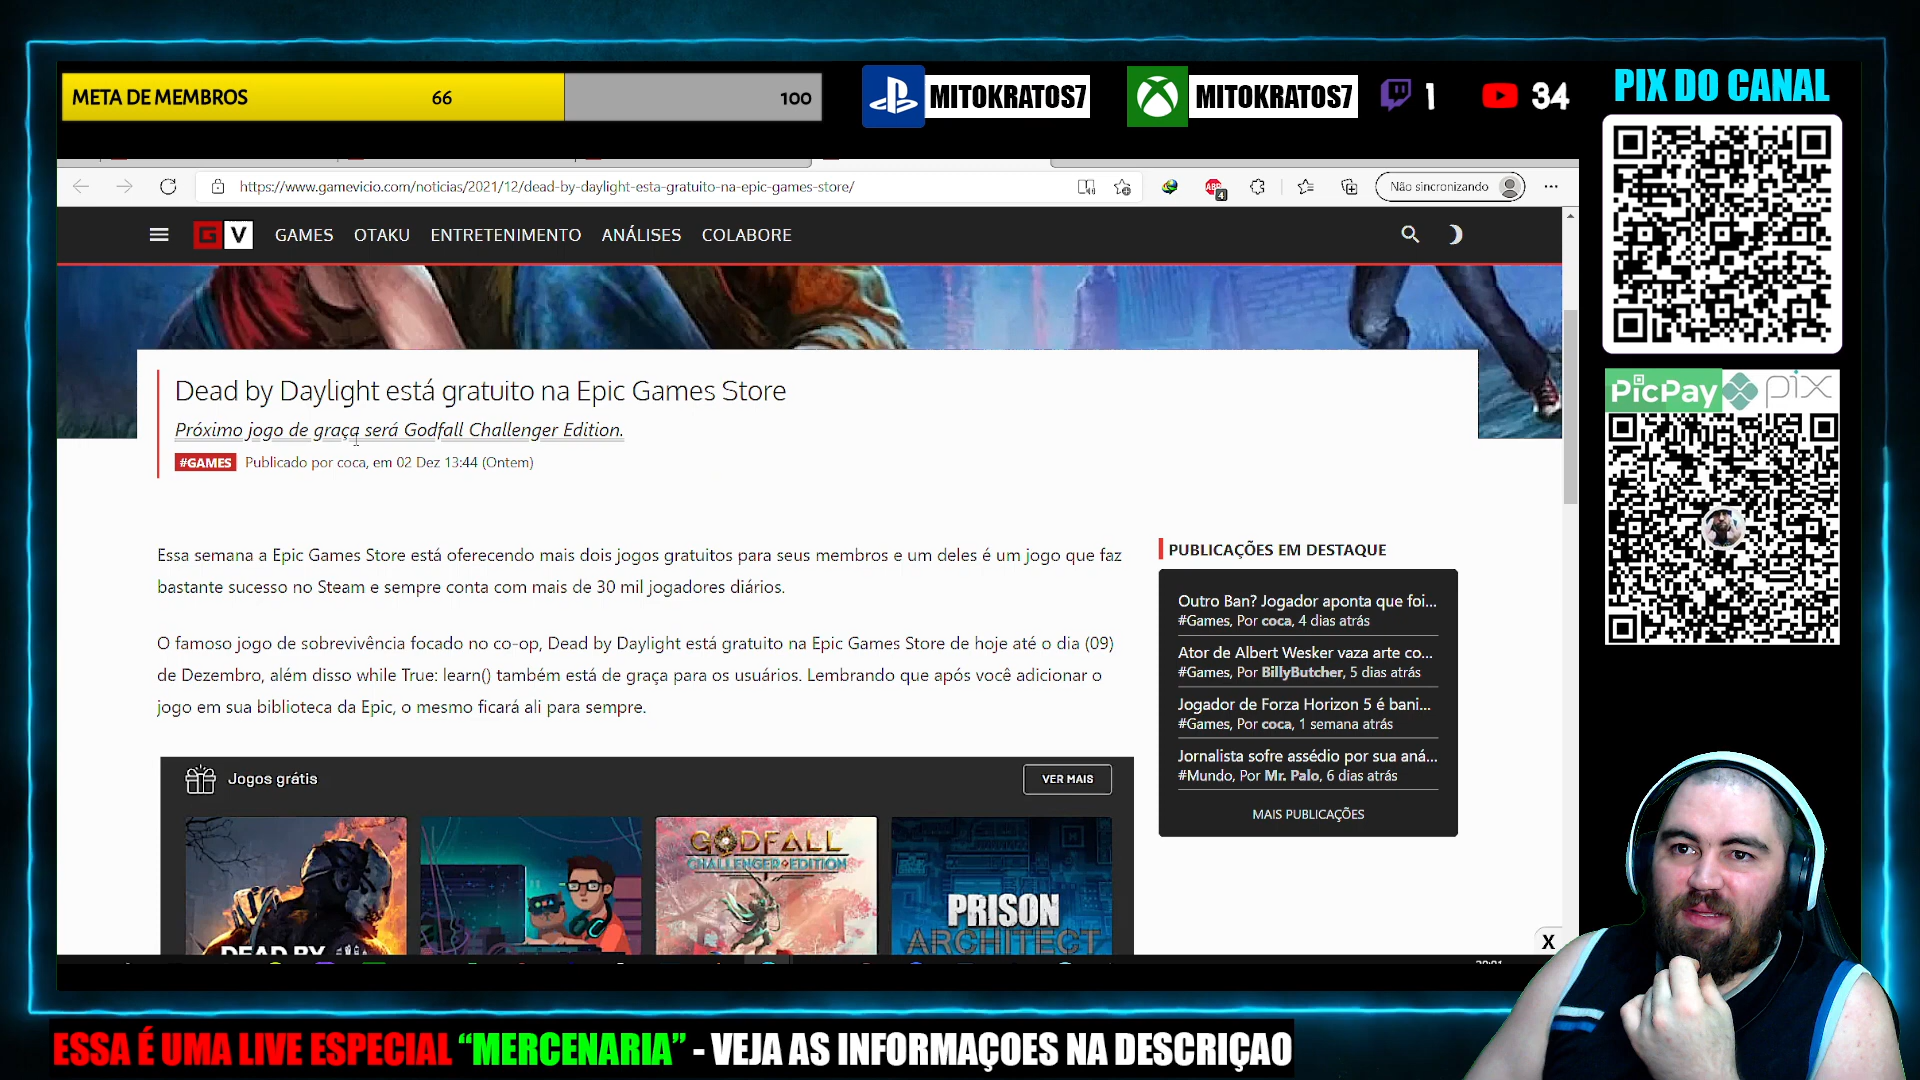 META DE MEMBROS 66 100
MITOKRATOS7
MITOKRATOS7
1
34
PIX DO CANAL
https://www.gamevicio.com/noticias/2021/12/dead-by-daylight-esta-gratuito-na-epic-games-store/
ABP
4
Não sincronizando
G V
GAMES OTAKU ENTRETENIMENTO ANÁLISES COLABORE
PicPay pix
Dead by Daylight está gratuito na Epic Games Store
Próximo jogo de graça será Godfall Challenger Edition.
#GAMES Publicado por coca, em 02 Dez 13:44 (Ontem)
Essa semana a Epic Games Store está oferecendo mais dois jogos gratuitos para seus membros e um deles é um jogo que faz
bastante sucesso no Steam e sempre conta com mais de 30 mil jogadores diários.
O famoso jogo de sobrevivência focado no co-op, Dead by Daylight está gratuito na Epic Games Store de hoje até o dia (09)
de Dezembro, além disso while True: learn() também está de graça para os usuários. Lembrando que após você adicionar o
jogo em sua biblioteca da Epic, o mesmo ficará ali para sempre.
PUBLICAÇÕES EM DESTAQUE
Outro Ban? Jogador aponta que foi...
#Games, Por coca, 4 dias atrás
Ator de Albert Wesker vaza arte co...
#Games, Por BillyButcher, 5 dias atrás
Jogador de Forza Horizon 5 é bani...
#Games, Por coca, 1 semana atrás
Jornalista sofre assédio por sua aná...
#Mundo, Por Mr. Palo, 6 dias atrás
MAIS PUBLICAÇÕES
Jogos grátis
VER MAIS
DEAD BY
GODFALL
CHALLENGER EDITION
PRISON
ARCHITECT
X
ESSA É UMA LIVE ESPECIAL “MERCENARIA” - VEJA AS INFORMAÇOES NA DESCRIÇAO